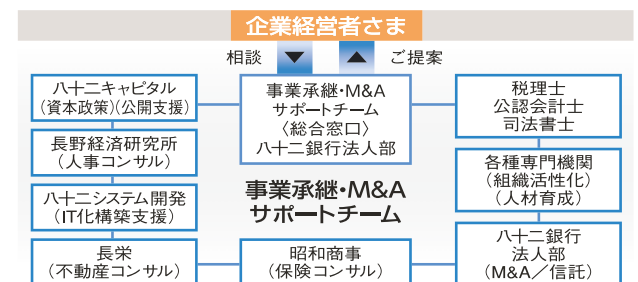 企業経営者さま
相談 ▼ ▲ ご提案
八十二キャピタル
(資本政策)(公開支援)
長野経済研究所
(人事コンサル)
八十二システム開発
(IT化構築支援)
長栄
(不動産コンサル)
事業承継・M&A
サポートチーム
〈総合窓口〉
八十二銀行法人部
事業承継・M&A
サポートチーム
昭和商事
(保険コンサル)
税理士
公認会計士
司法書士
各種専門機関
(組織活性化)
(人材育成)
八十二銀行
法人部
(M&A/信託)